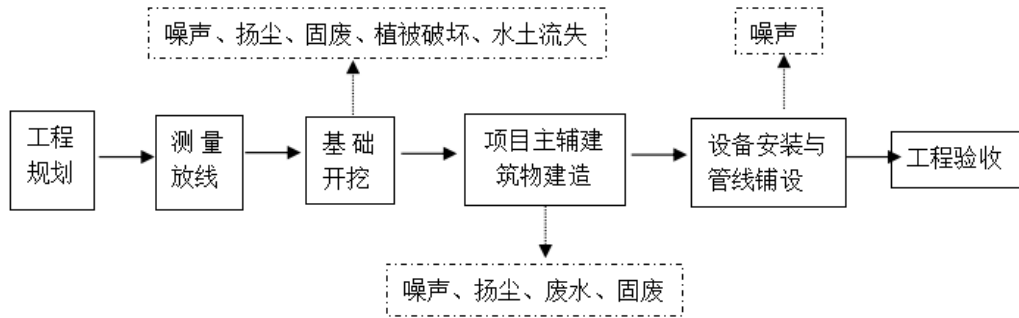 噪声、扬尘、固废、植被破坏、水土流失
噪声
工程
规划
测 量
放线
基 础
开挖
项目主辅建
筑物建造
设备安装与
管线铺设
工程验收
噪声、扬尘、废水、固废